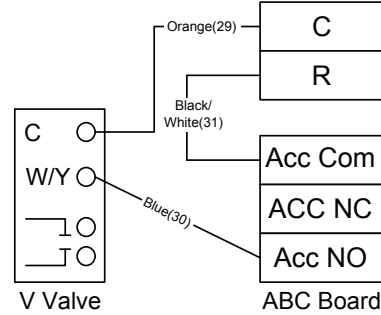 Orange(29)
C
R
Black/
White(31)
C
W/Y
Acc Com
ACC NC
Blue(30)
Acc NO
V Valve
ABC Board